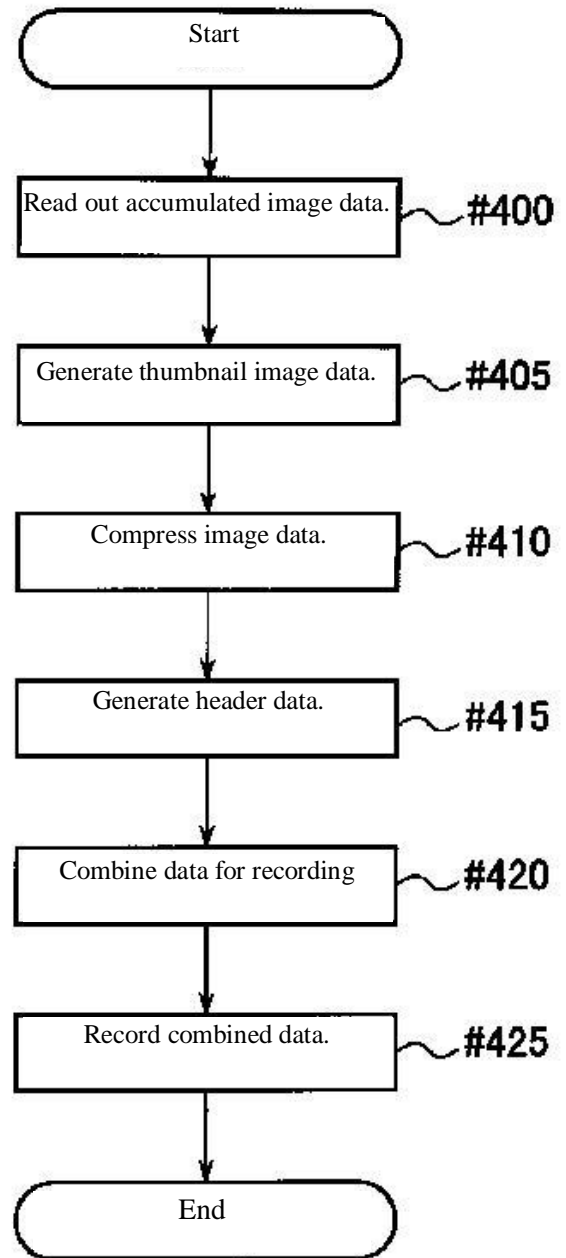 Start
Read out accumulated image data. #400
Generate thumbnail image data. #405
Compress image data. #410
Generate header data. #415
Combine data for recording #420
Record combined data. #425
End